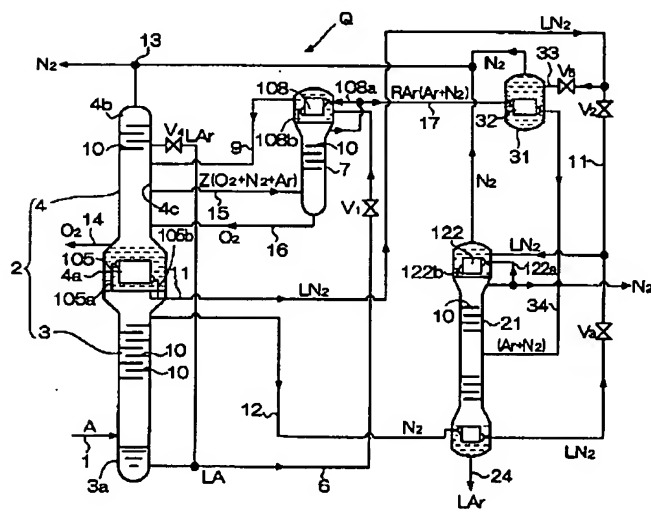 Q
LN₂
13
N₂
N₂
33
V₅
108
108a
RAr(Ar+N₂)
4b
108b
32
V₂
10
V₄
LAr
10
17
31
9
7
11
4
Z(O₂+N₂+Ar)
V₁
N₂
4c
15
14
O₂
O₂
16
122
LN₂
105
105b
2
4a
11
122b
122a
105a
LN₂
N₂
10
21
34
V₃
3
10
(Ar+N₂)
10
12
A
N₂
LN₂
1
3a
LA
6
24
LAr